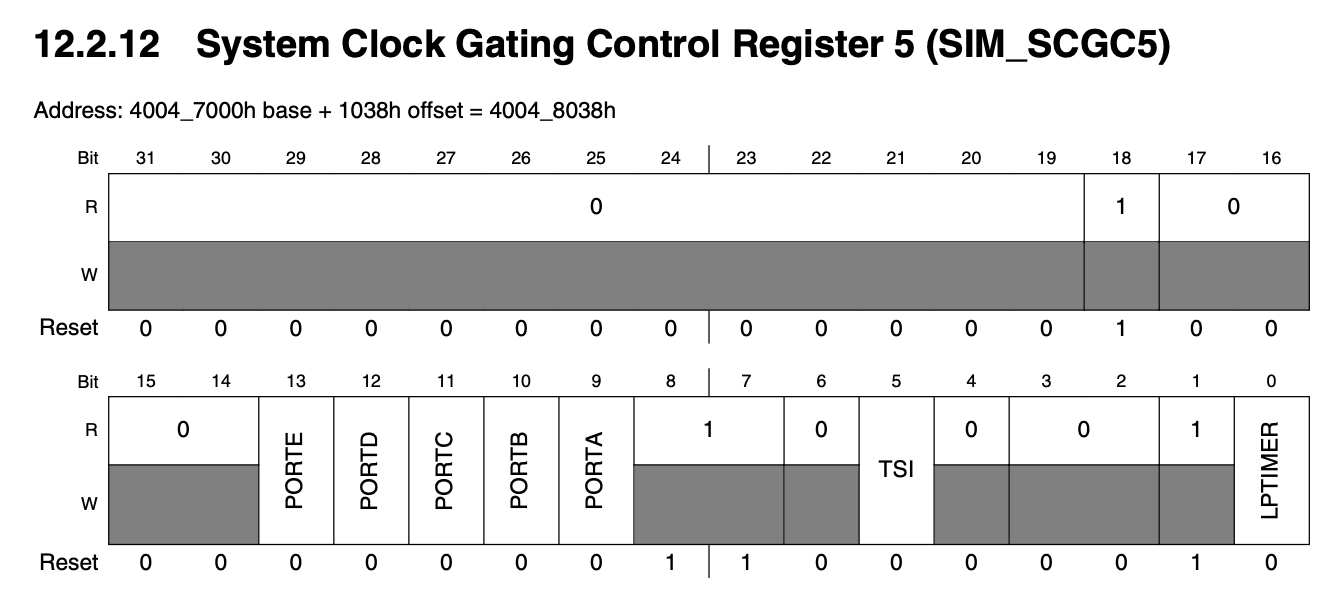 12.2.12 System Clock Gating Control Register 5 (SIM_SCGC5)
Address: 4004_7000h base + 1038h offset = 4004_8038h
Bit 31 30 29 28 27 26 25 24 23 22 21 20 19 18 17 16
R 0 1 0
W
Reset 0 0 0 0 0 0 0 0 0 0 0 0 0 1 0 0
Bit 15 14 13 12 11 10 9 8 7 6 5 4 3 2 1 0
R 0 PORTE PORTD PORTC PORTB PORTA 1 0 TSI 0 0 1 LPTIMER
W
Reset 0 0 0 0 0 0 0 1 1 0 0 0 0 0 1 0